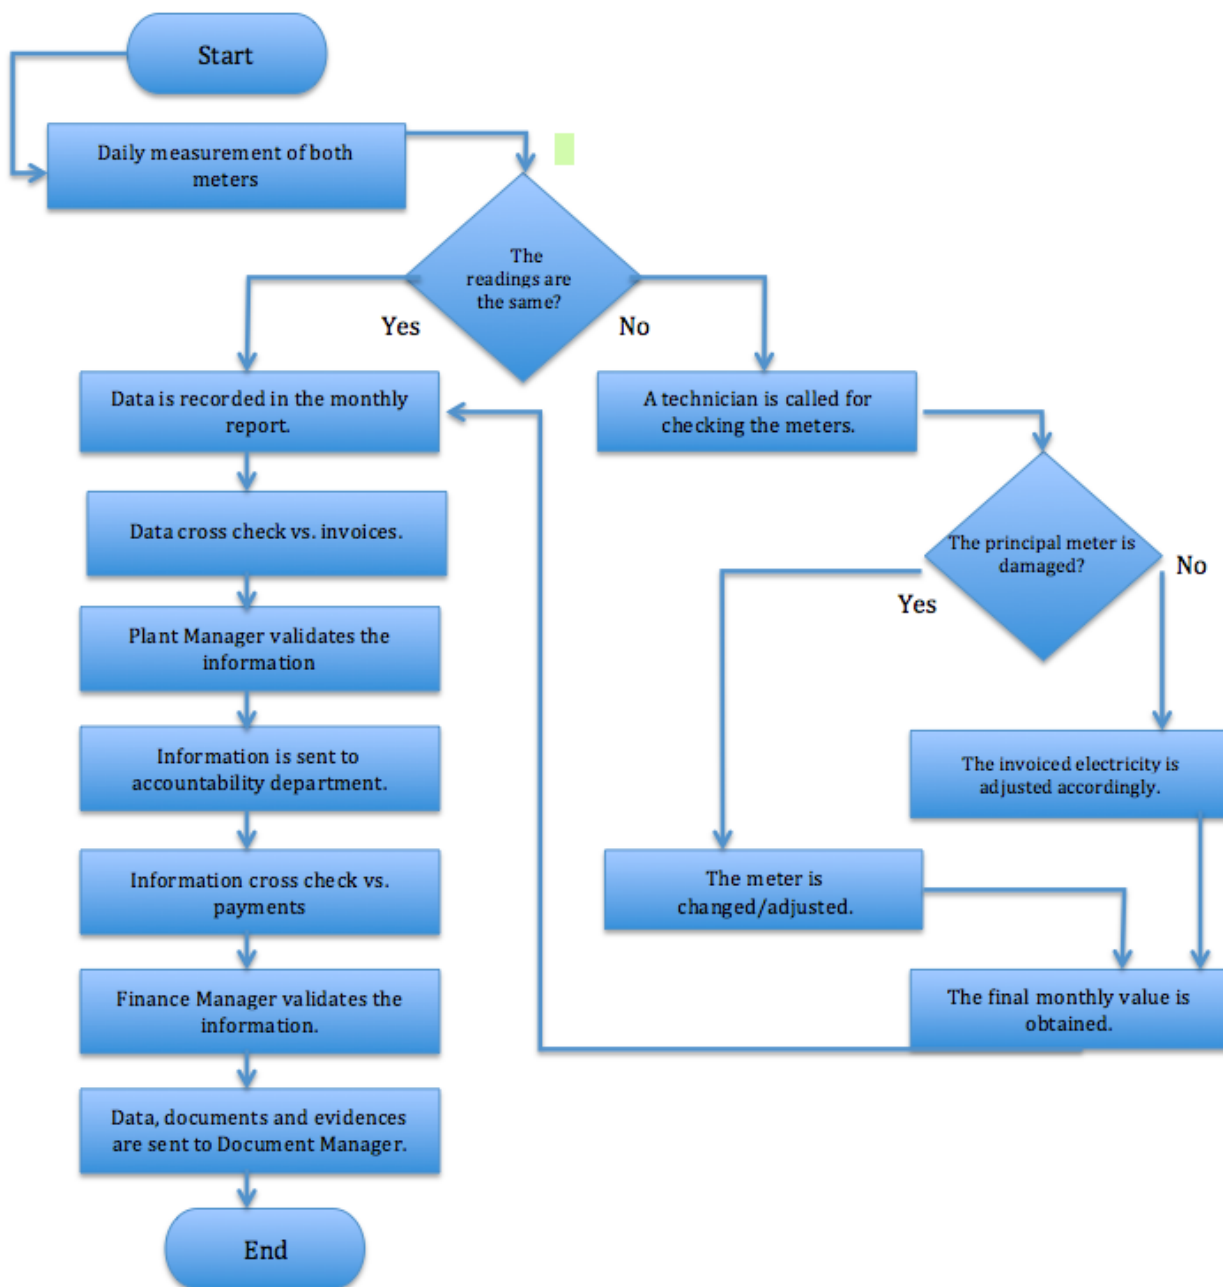 Start
Daily measurement of both
meters
The
readings are
the same?
Yes
No
Data is recorded in the monthly
report.
A technician is called for
checking the meters.
Data cross check vs. invoices.
The principal meter is
damaged?
No
Yes
Plant Manager validates the
information
Information is sent to
accountability department.
The invoiced electricity is
adjusted accordingly.
Information cross check vs.
payments
The meter is
changed/adjusted.
Finance Manager validates the
information.
The final monthly value is
obtained.
Data, documents and evidences
are sent to Document Manager.
End